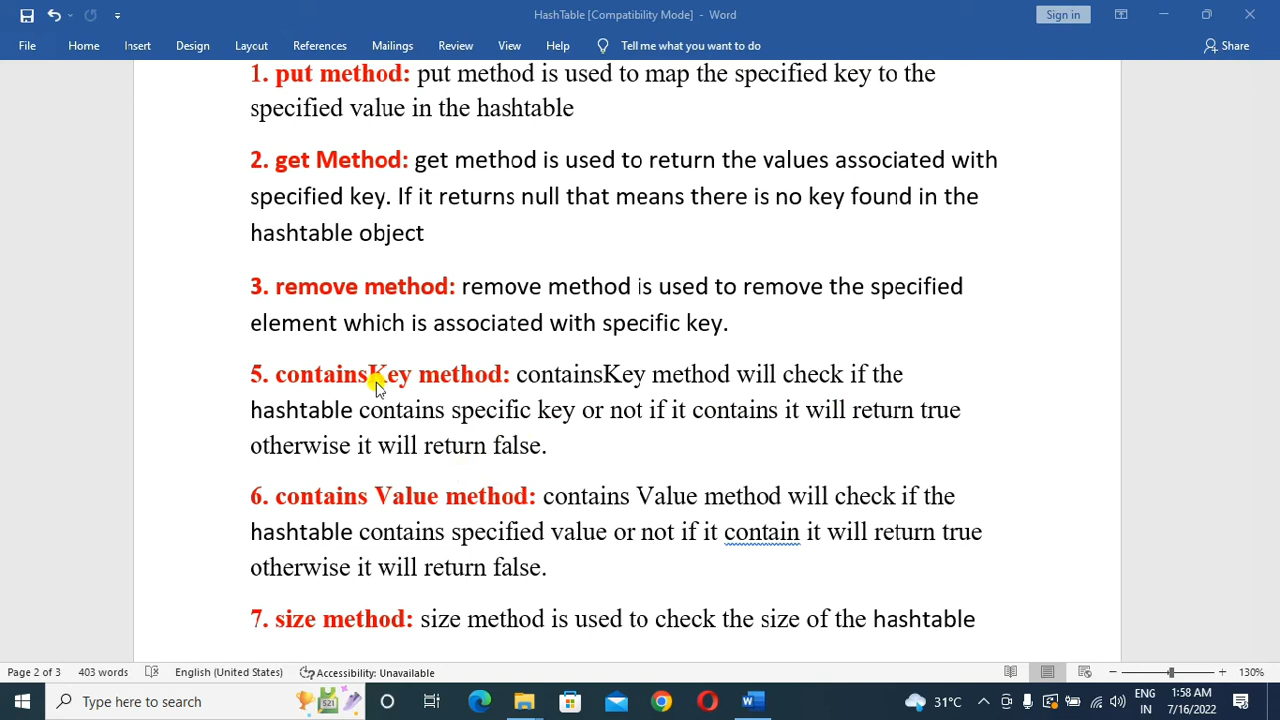 HashTable [Compatibility Mode] - Word
Sign in
File Home Insert Design Layout References Mailings Review View Help Tell me what you want to do Share
1. put method: put method is used to map the specified key to the
specified value in the hashtable
2. get Method: get method is used to return the values associated with
specified key. If it returns null that means there is no key found in the
hashtable object
3. remove method: remove method is used to remove the specified
element which is associated with specific key.
5. containsKey method: containsKey method will check if the
hashtable contains specific key or not if it contains it will return true
otherwise it will return false.
6. contains Value method: contains Value method will check if the
hashtable contains specified value or not if it contain it will return true
otherwise it will return false.
7. size method: size method is used to check the size of the hashtable
Page 2 of 3 403 words English (United States) Accessibility: Unavailable 130%
Type here to search 31°C ENG 1:58 AM
IN 7/16/2022